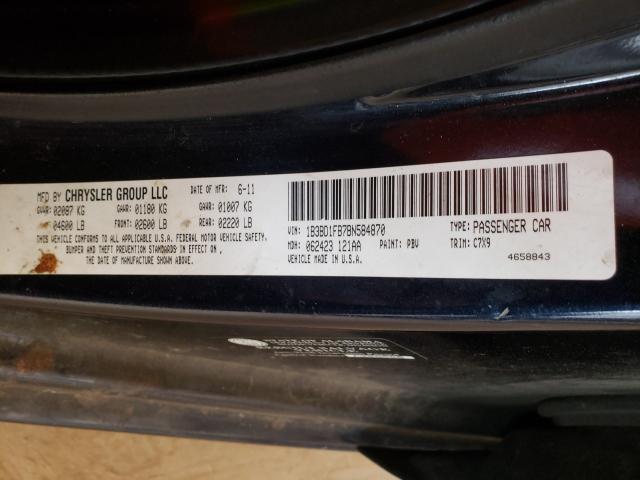 MFD BY CHRYSLER GROUP LLC DATE OF MFR 6-11
GVWR: 02087 KG GAWR: 01180 KG GAWR: 01007 KG
04600 LB FRONT: 02600 LB REAR: 02220 LB
THIS VEHICLE CONFORMS TO ALL APPLICABLE U.S.A. FEDERAL MOTOR VEHICLE SAFETY,
BUMPER AND THEFT PREVENTION STANDARDS IN EFFECT ON
THE DATE OF MANUFACTURE SHOWN ABOVE.
VIN: 1B3BD1FB7BN584870 TYPE: PASSENGER CAR
MDH: 062423 121AA PAINT: PBV TRIM: C7X9
VEHICLE MADE IN U.S.A. 4658843